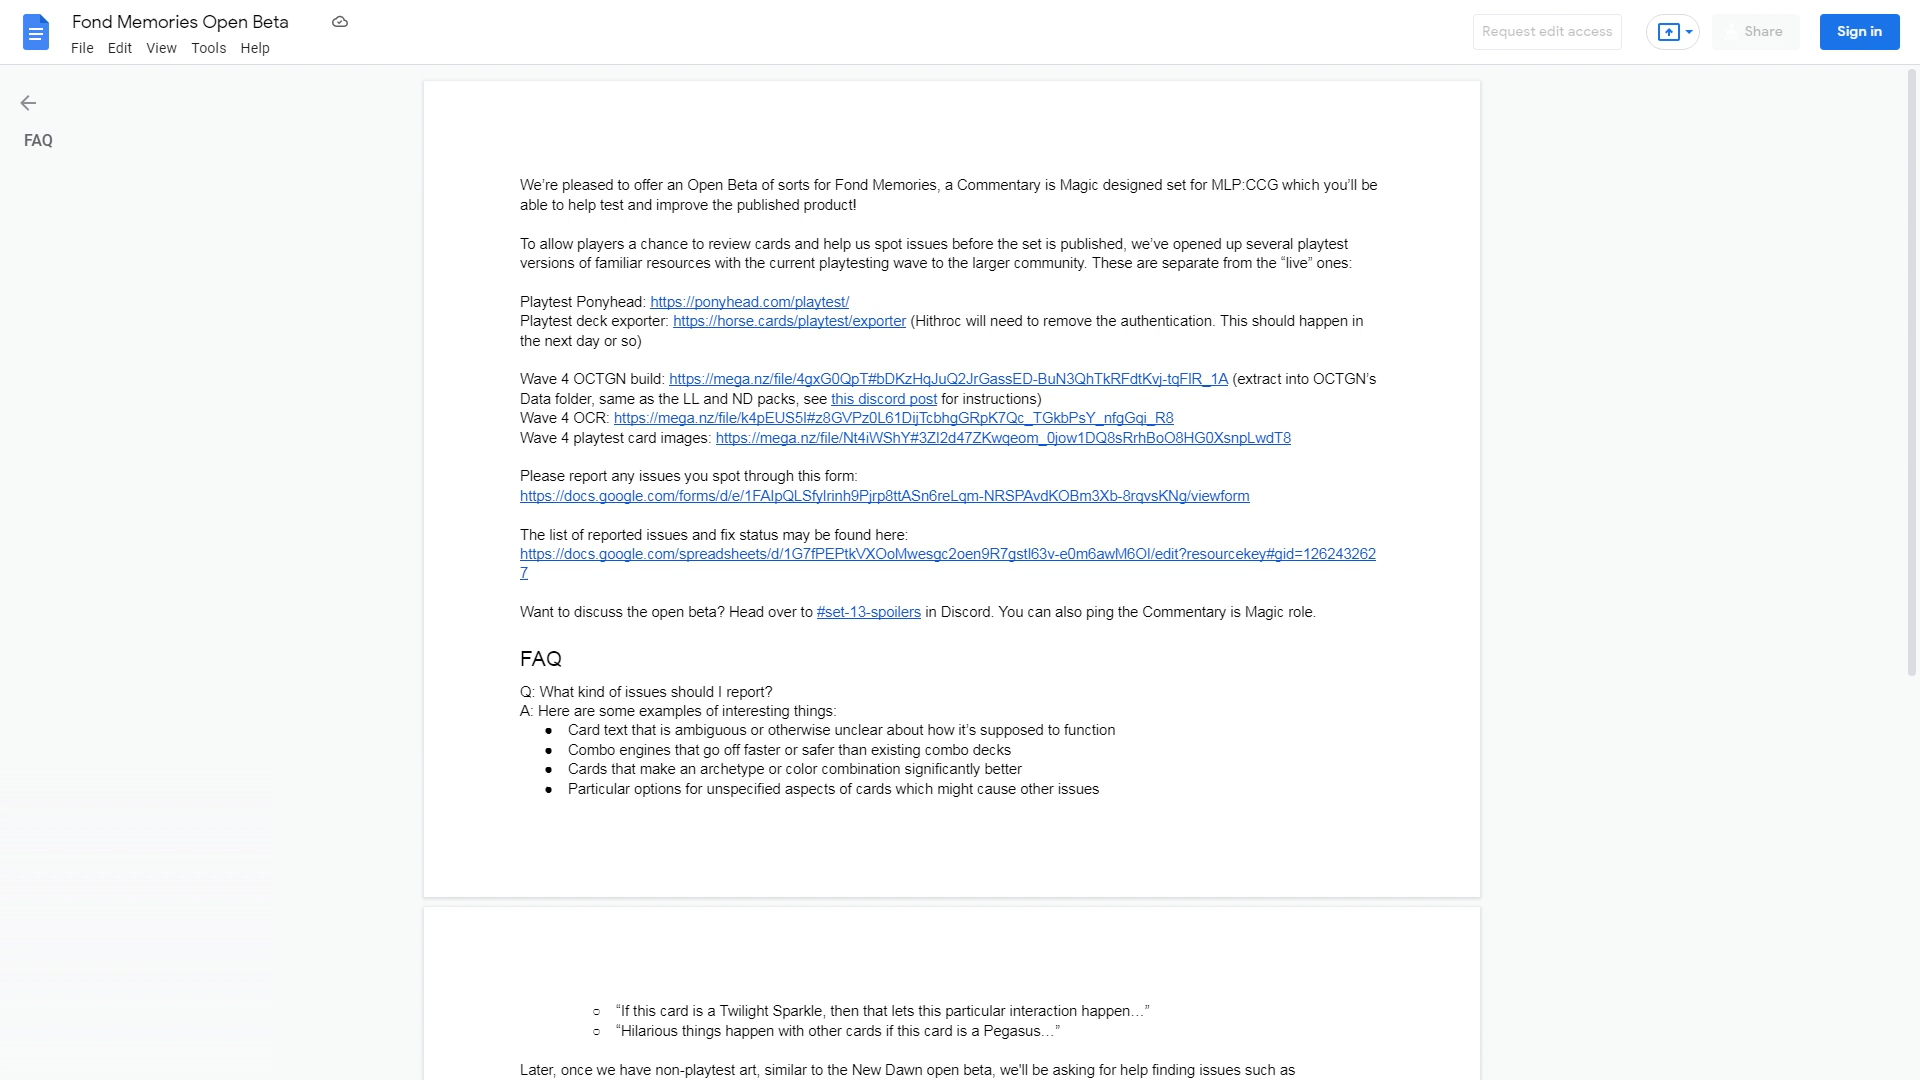 Fond Memories Open Beta
File Edit View Tools Help
Request edit access
Share
Sign in
FAQ
We’re pleased to offer an Open Beta of sorts for Fond Memories, a Commentary is Magic designed set for MLP:CCG which you’ll be
able to help test and improve the published product!
To allow players a chance to review cards and help us spot issues before the set is published, we’ve opened up several playtest
versions of familiar resources with the current playtesting wave to the larger community. These are separate from the “live” ones:
Playtest Ponyhead: https://ponyhead.com/playtest/
Playtest deck exporter: https://horse.cards/playtest/exporter (Hithroc will need to remove the authentication. This should happen in
the next day or so)
Wave 4 OCTGN build: https://mega.nz/file/4gxG0QpT#bDKzHqJuQ2JrGassED-BuN3QhTkRFdtKvj-tqFIR_1A (extract into OCTGN’s
Data folder, same as the LL and ND packs, see this discord post for instructions)
Wave 4 OCR: https://mega.nz/file/k4pEUS5I#z8GVPz0L61DijTcbhgGRpK7Qc_TGkbPsY_nfgGqi_R8
Wave 4 playtest card images: https://mega.nz/file/Nt4iWShY#3ZI2d47ZKwqeom_0jow1DQ8sRrhBoO8HG0XsnpLwdT8
Please report any issues you spot through this form:
https://docs.google.com/forms/d/e/1FAIpQLSfyIrinh9Pjrp8ttASn6reLqm-NRSPAvdKOBm3Xb-8rqvsKNg/viewform
The list of reported issues and fix status may be found here:
https://docs.google.com/spreadsheets/d/1G7fPEPtkVXOoMwesgc2oen9R7gstl63v-e0m6awM6OI/edit?resourcekey#gid=126243262
7
Want to discuss the open beta? Head over to #set-13-spoilers in Discord. You can also ping the Commentary is Magic role.
FAQ
Q: What kind of issues should I report?
A: Here are some examples of interesting things:
● Card text that is ambiguous or otherwise unclear about how it’s supposed to function
● Combo engines that go off faster or safer than existing combo decks
● Cards that make an archetype or color combination significantly better
● Particular options for unspecified aspects of cards which might cause other issues
○ “If this card is a Twilight Sparkle, then that lets this particular interaction happen…”
○ “Hilarious things happen with other cards if this card is a Pegasus…”
Later, once we have non-playtest art, similar to the New Dawn open beta, we'll be asking for help finding issues such as